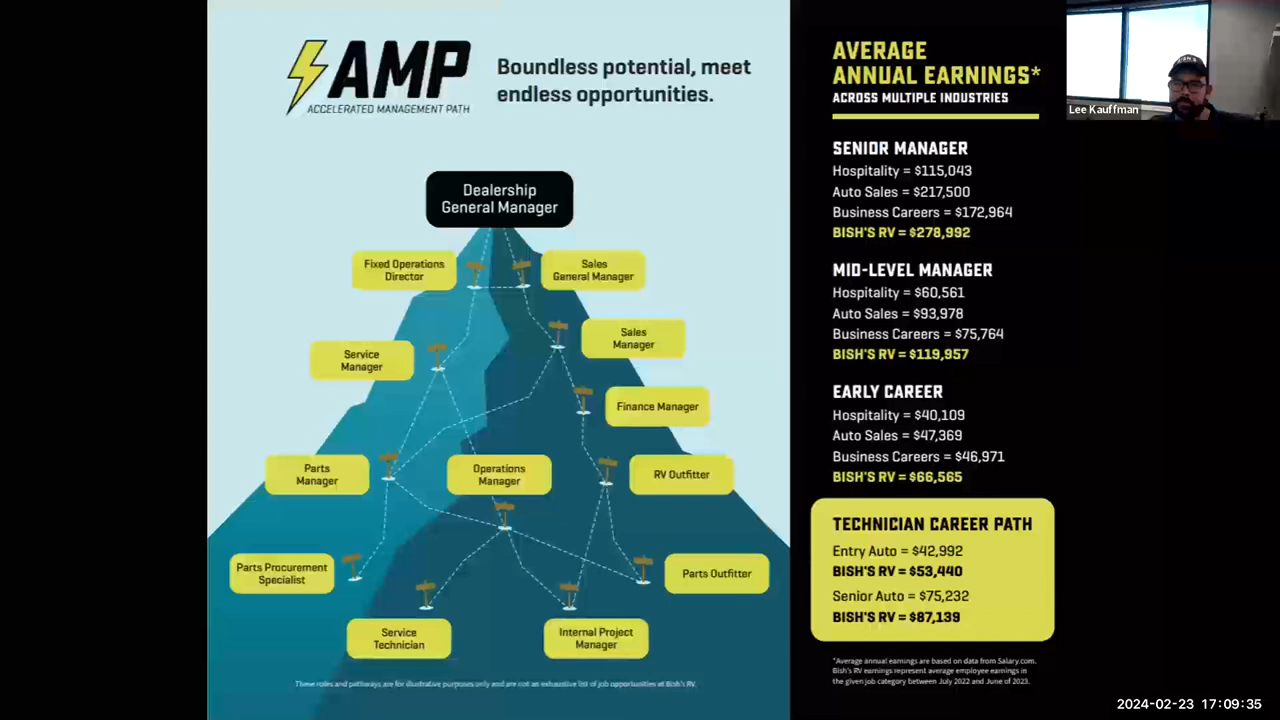 AMP
ACCELERATED MANAGEMENT PATH
Boundless potential, meet
endless opportunities.
Dealership
General Manager
Fixed Operations
Director
Sales
General Manager
Sales
Manager
Service
Manager
Finance Manager
Parts
Manager
Operations
Manager
RV Outfitter
Parts Procurement
Specialist
Parts Outfitter
Service
Technician
Internal Project
Manager
These roles and pathways are for illustrative purposes only and are not an exhaustive list of job opportunities at Bish's RV.
AVERAGE
ANNUAL EARNINGS*
ACROSS MULTIPLE INDUSTRIES
SENIOR MANAGER
Hospitality = $115,043
Auto Sales = $217,500
Business Careers = $172,964
BISH'S RV = $278,992
MID-LEVEL MANAGER
Hospitality = $60,561
Auto Sales = $93,978
Business Careers = $75,764
BISH'S RV = $119,957
EARLY CAREER
Hospitality = $40,109
Auto Sales = $47,369
Business Careers = $46,971
BISH'S RV = $66,565
TECHNICIAN CAREER PATH
Entry Auto = $42,992
BISH'S RV = $53,440
Senior Auto = $75,232
BISH'S RV = $87,139
*Average annual earnings are based on data from Salary.com.
Bish's RV earnings represent average employee earnings in
the given job category between July 2022 and June of 2023.
Lee Kauffman
2024-02-23 17:09:35